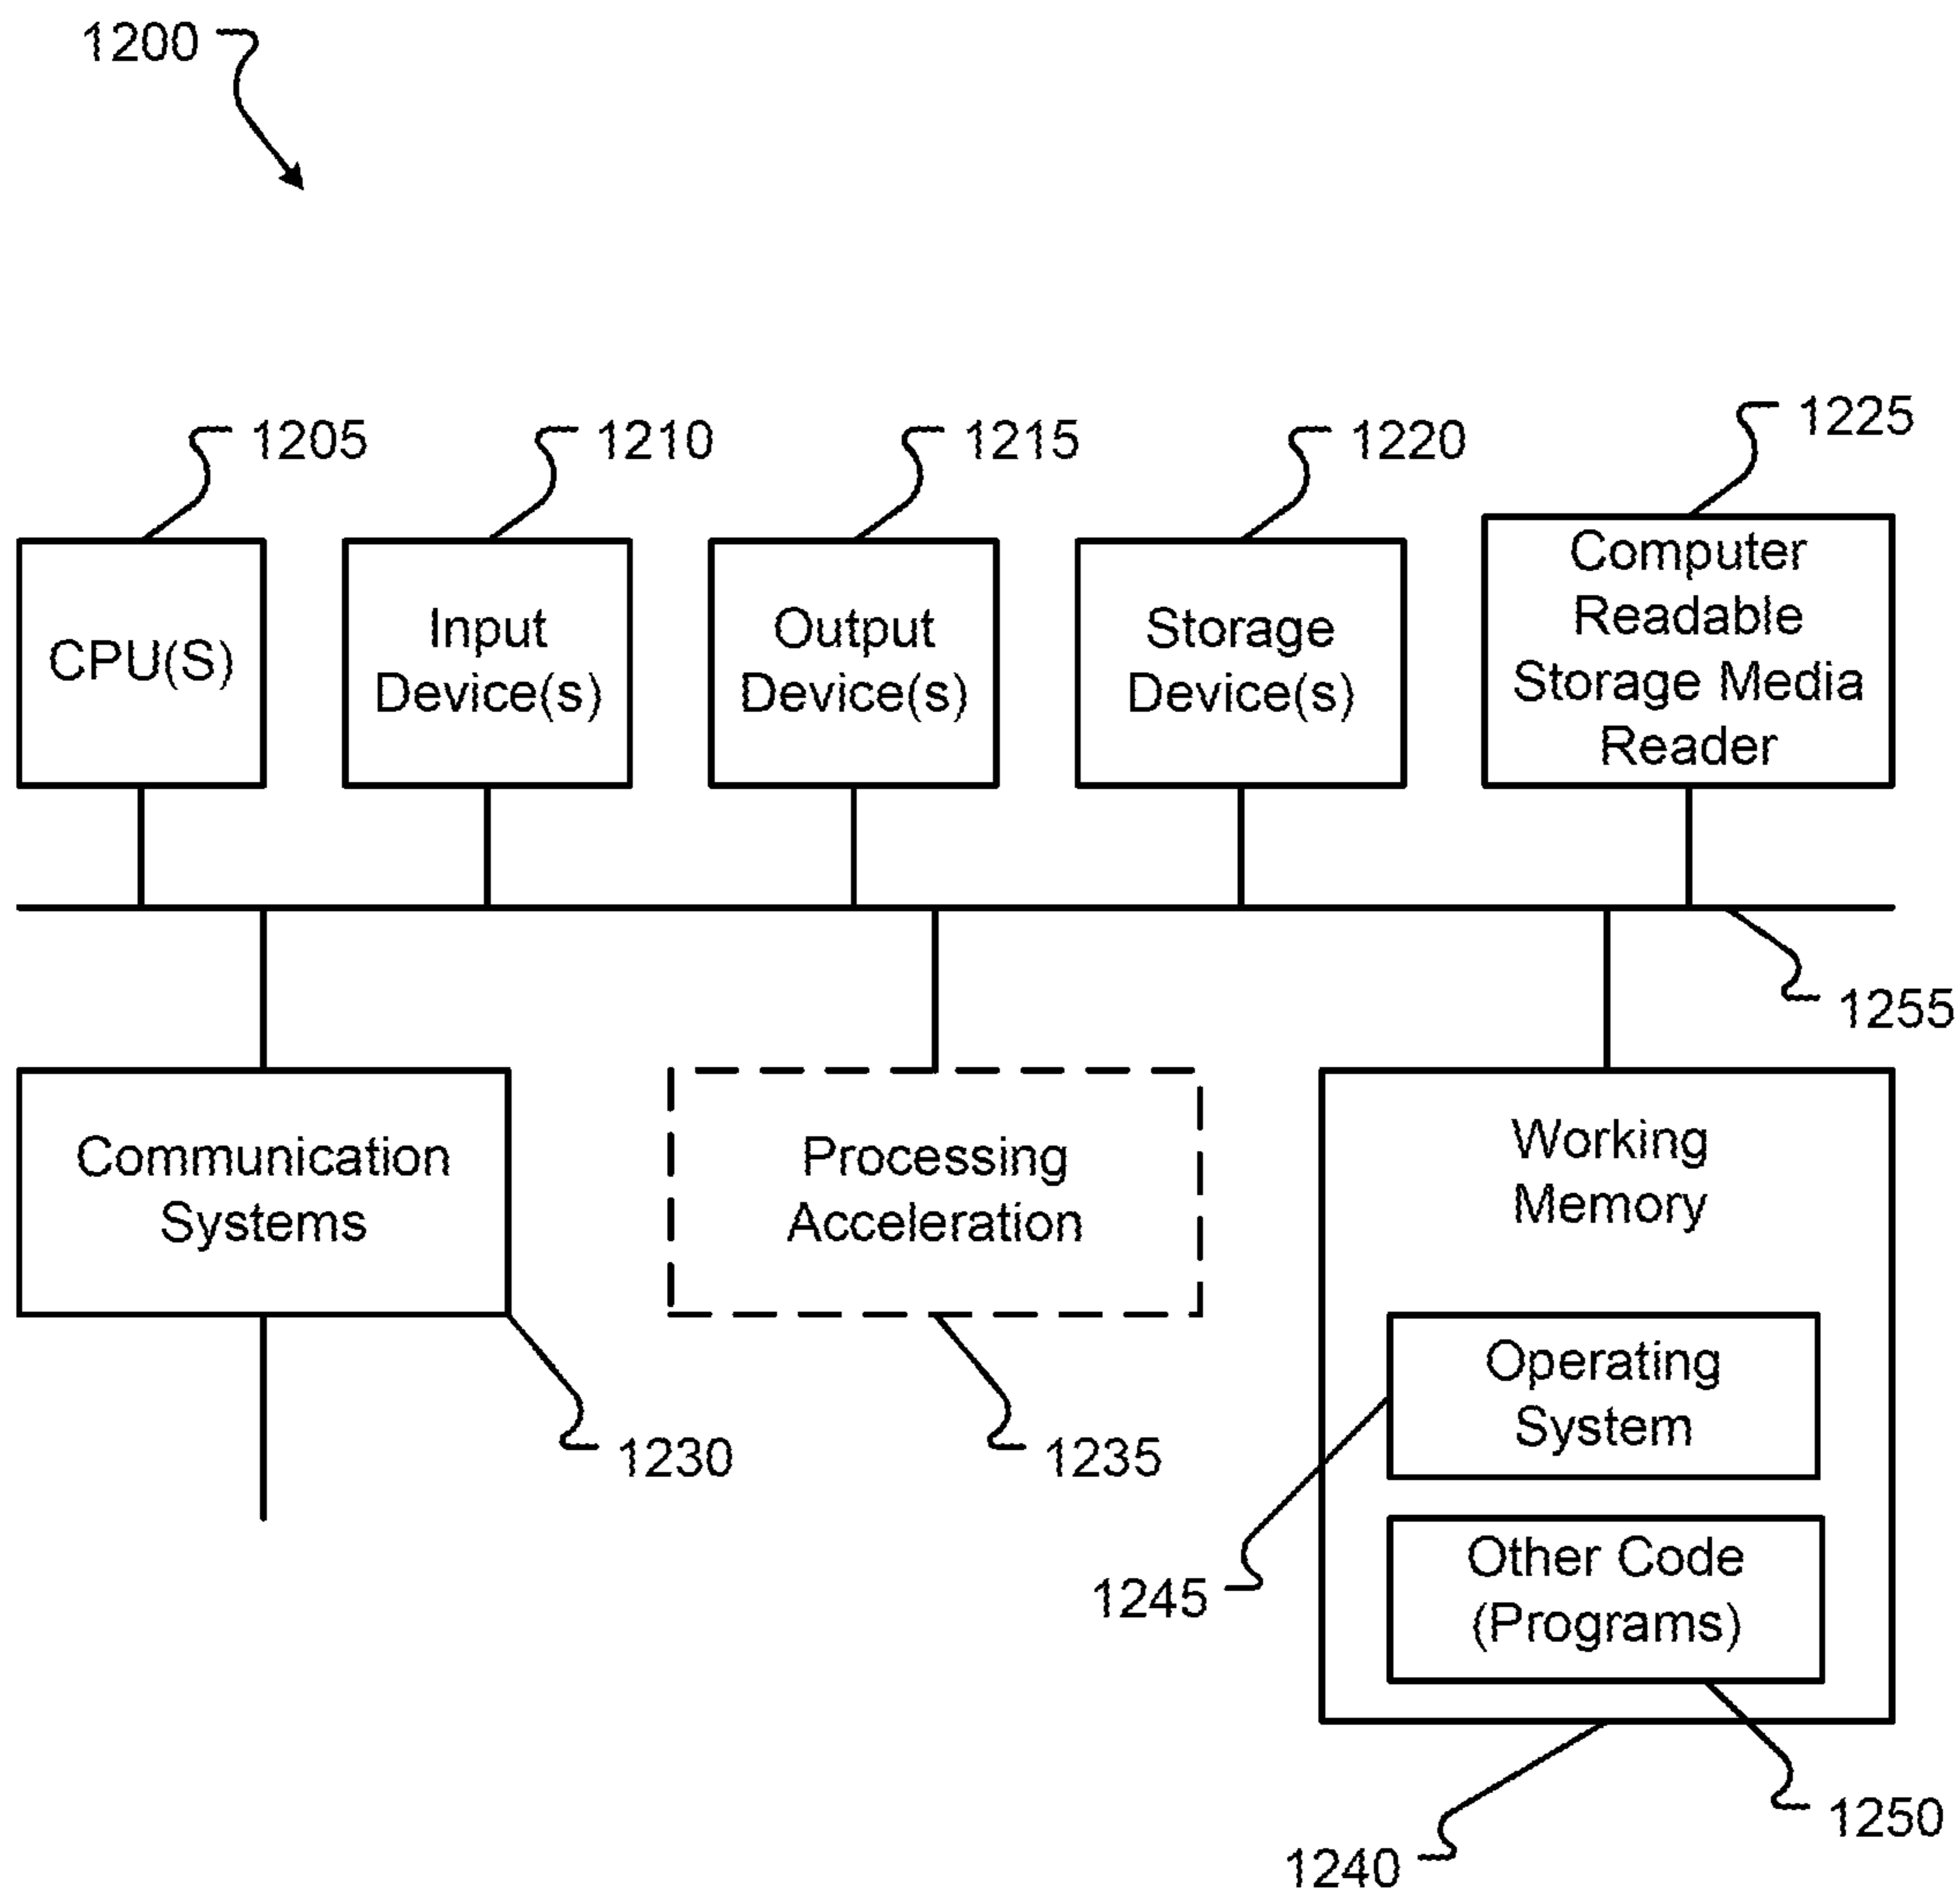 1200
1205
1210
1215
1220
1225
CPU(S)
Input
Device(s)
Output
Device(s)
Storage
Device(s)
Computer
Readable
Storage Media
Reader
1255
Communication
Systems
1230
Processing
Acceleration
1235
Working
Memory
Operating
System
1245
Other Code
(Programs)
1250
1240